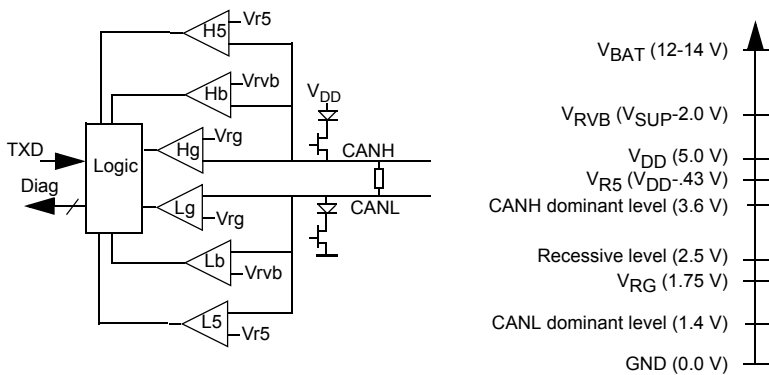 H5
Vr5
Hb
Vrvb
VDD
TXD
Logic
Hg
Vrg
CANH
Diag
Lg
Vrg
CANL
Lb
Vrvb
L5
Vr5
VBAT (12-14 V)
VRVB (VSUP-2.0 V)
VDD (5.0 V)
VR5 (VDD-.43 V)
CANH dominant level (3.6 V)
Recessive level (2.5 V)
VRG (1.75 V)
CANL dominant level (1.4 V)
GND (0.0 V)